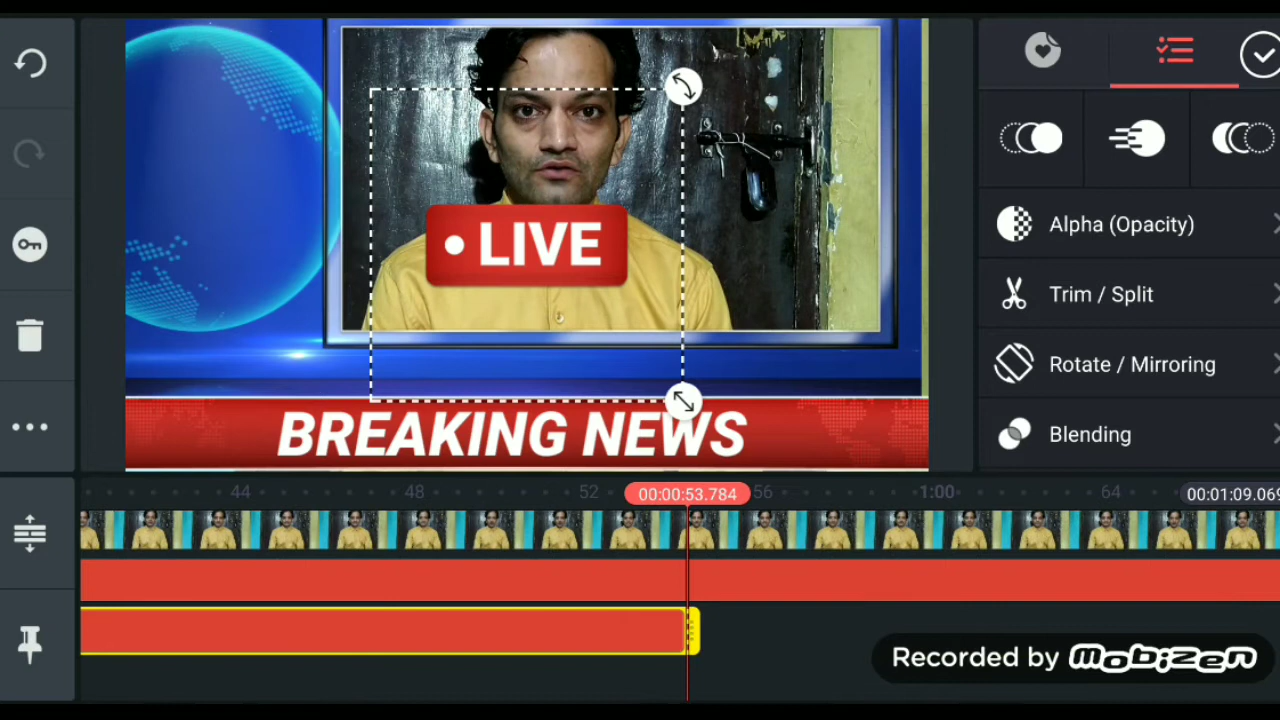 LIVE
BREAKING NEWS
Alpha (Opacity)
Trim / Split
Rotate / Mirroring
Blending
44
48
52
00:00:53.784
56
1:00
64
00:01:09.069
Recorded by Mobizen